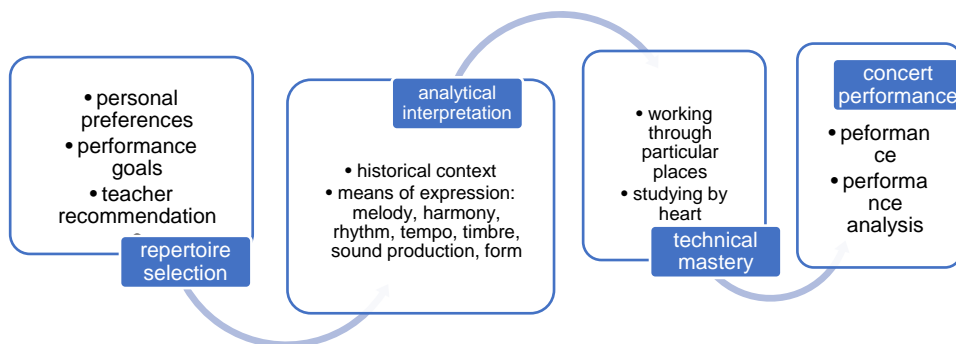 • personal
preferences
• performance
goals
• teacher
recommendation
•
repertoire
selection
analytical
interpretation
• historical context
• means of expression:
melody, harmony,
rhythm, tempo, timbre,
sound production, form
• working
through
particular
places
• studying by
heart
technical
mastery
concert
performance
• peforman
ce
• performa
nce
analysis